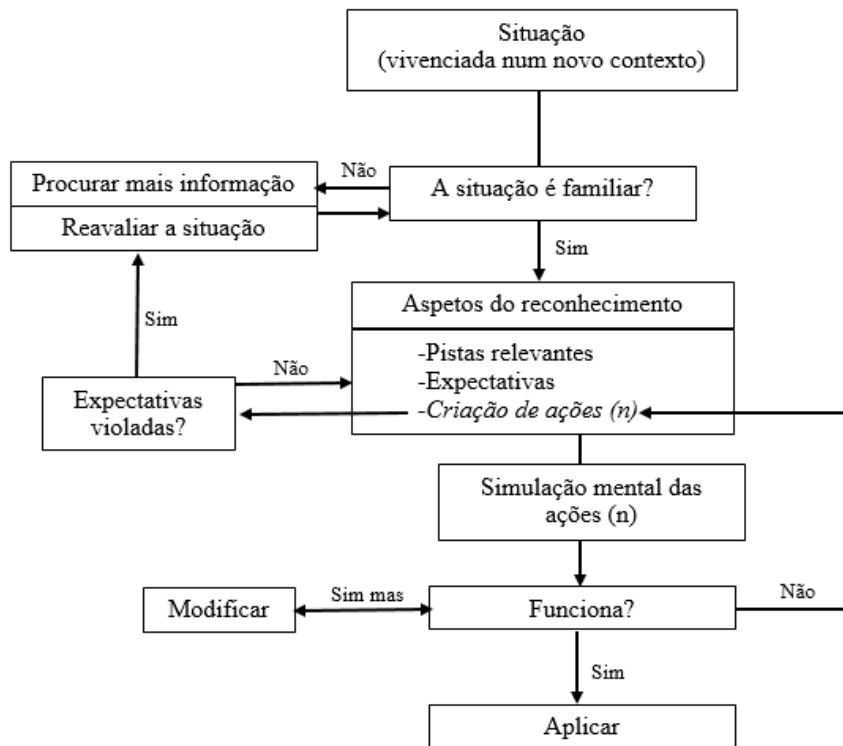 Situação
(vivenciada num novo contexto)
Não
Procurar mais informação
A situação é familiar?
Reavaliar a situação
Sim
Aspetos do reconhecimento
Sim
-Pistas relevantes
Não
-Expectativas
Expectativas
violadas?
-Criação de ações (n)
Simulação mental das
ações (n)
Modificar
Sim mas
Funciona?
Não
Sim
Aplicar